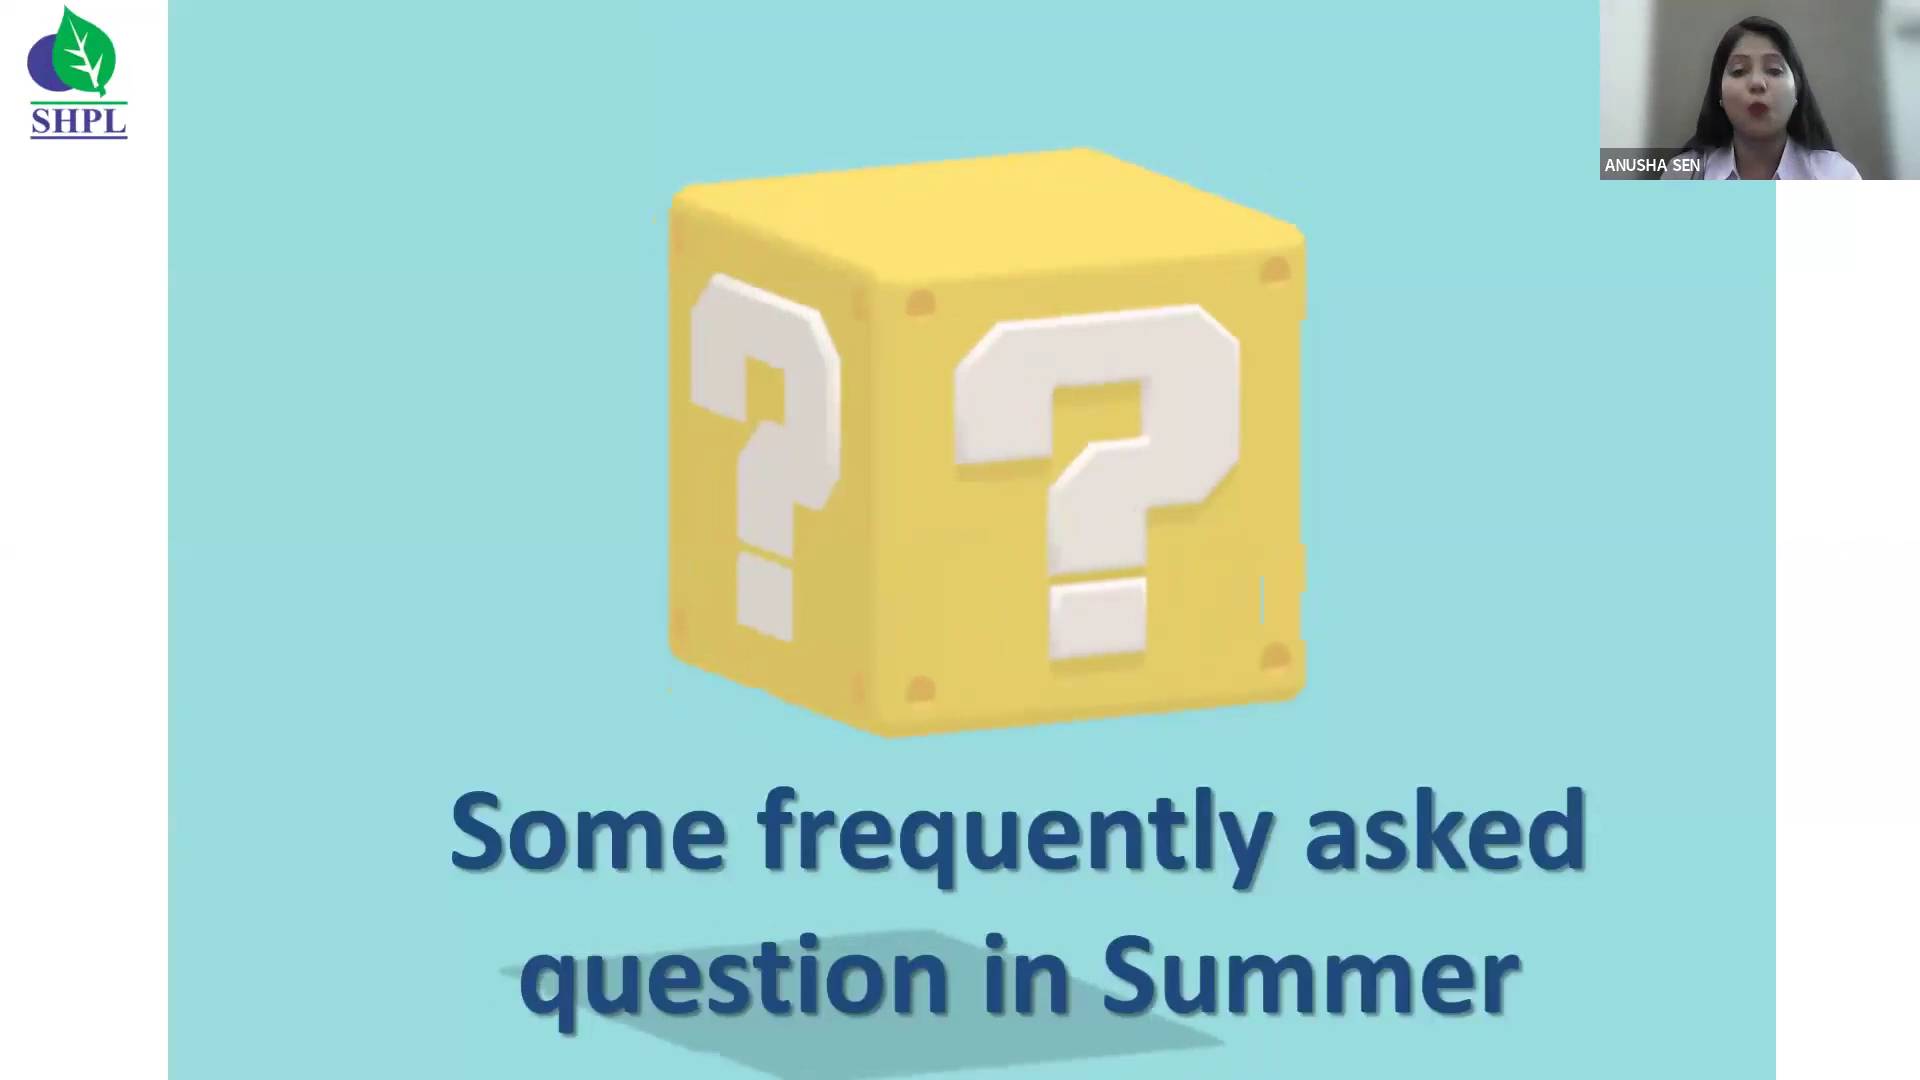 SHPL
ANUSHA SEN
? ?
Some frequently asked
question in Summer